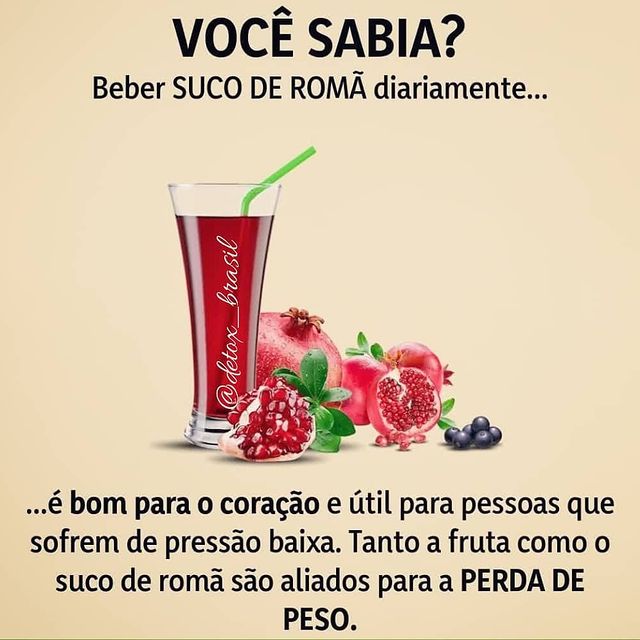 VOCÊ SABIA?
Beber SUCO DE ROMÃ diariamente...
@detox_brasil
...é bom para o coração e útil para pessoas que
sofrem de pressão baixa. Tanto a fruta como o
suco de romã são aliados para a PERDA DE
PESO.